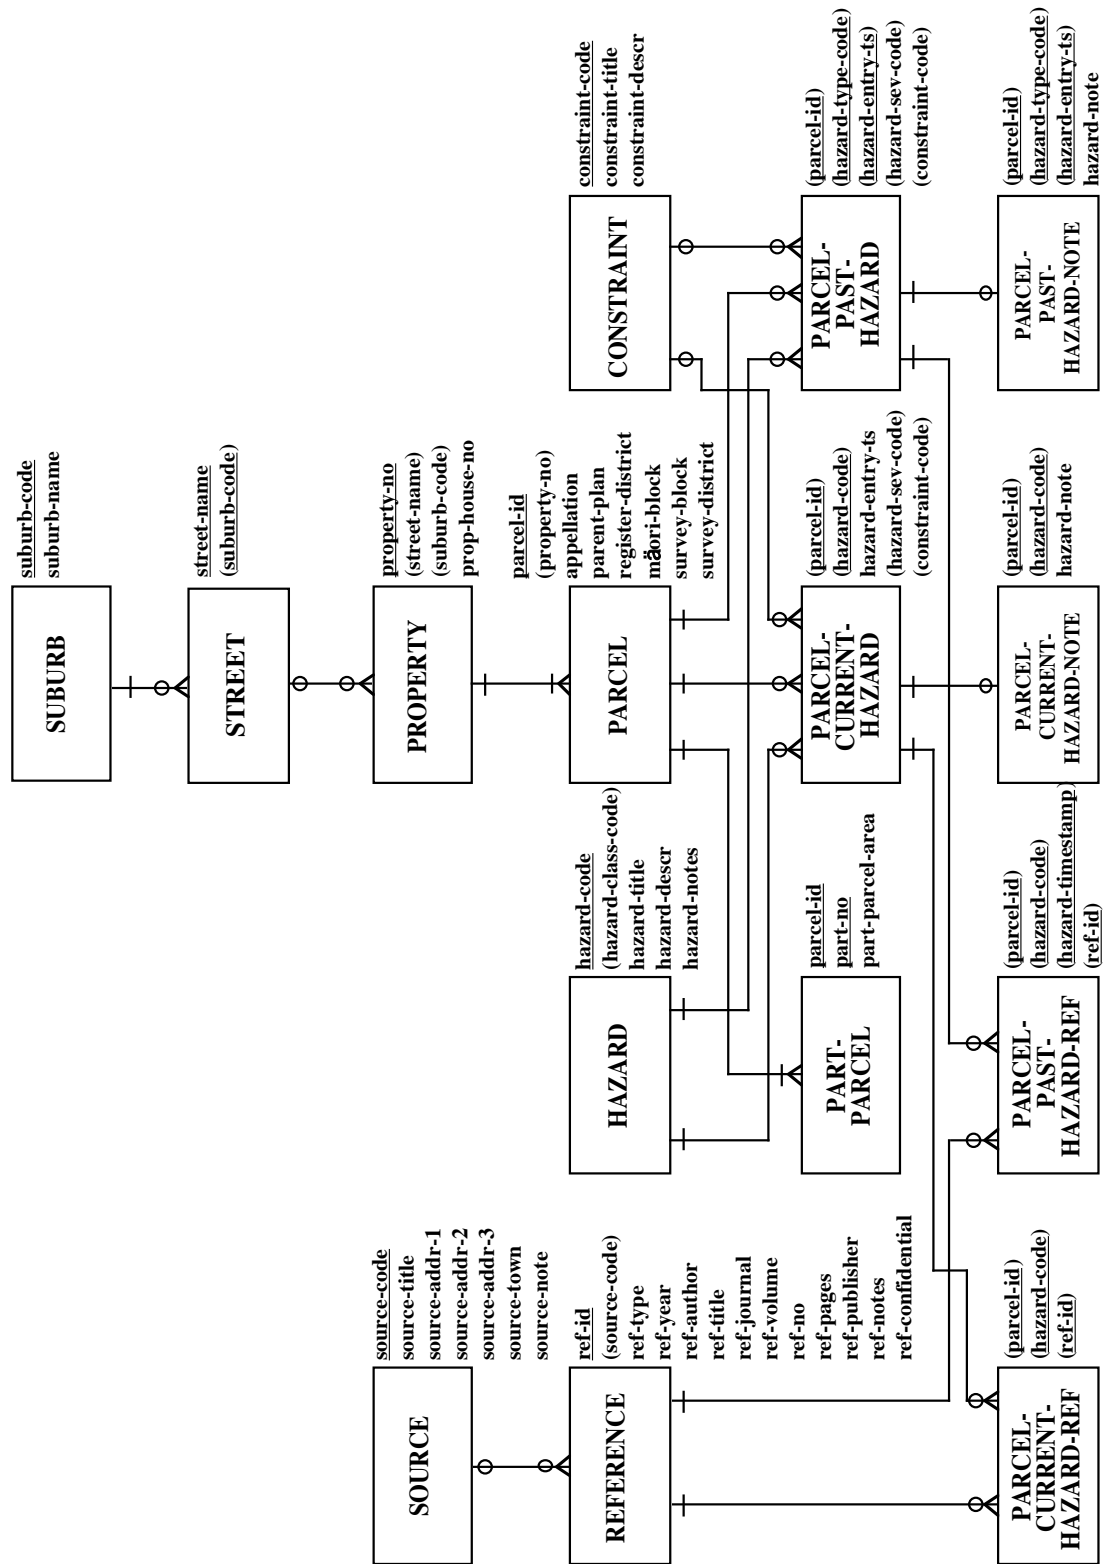 SUBURB
suburb-code
suburb-name
STREET
street-name
(suburb-code)
SOURCE
source-code
source-title
source-addr-1
source-addr-2
source-addr-3
source-town
source-note
PROPERTY
property-no
(street-name)
(suburb-code)
prop-house-no
REFERENCE
ref-id
(source-code)
ref-type
ref-year
ref-author
ref-title
ref-journal
ref-volume
ref-no
ref-pages
ref-publisher
ref-notes
ref-confidential
HAZARD
hazard-code
(hazard-class-code)
hazard-title
hazard-descr
hazard-notes
PARCEL
parcel-id
(property-no)
appellation
parent-plan
register-district
mäori-block
survey-block
survey-district
CONSTRAINT
constraint-code
constraint-title
constraint-descr
PART-
PARCEL
parcel-id
part-no
part-parcel-area
PARCEL-
CURRENT-
HAZARD
(parcel-id)
(hazard-code)
hazard-entry-ts
(hazard-sev-code)
(constraint-code)
PARCEL-
PAST-
HAZARD
(parcel-id)
(hazard-type-code)
(hazard-entry-ts)
(hazard-sev-code)
(constraint-code)
PARCEL-
CURRENT-
HAZARD-REF
(parcel-id)
(hazard-code)
(ref-id)
PARCEL-
PAST-
HAZARD-REF
(parcel-id)
(hazard-code)
(hazard-timestamp)
(ref-id)
PARCEL-
CURRENT-
HAZARD-NOTE
(parcel-id)
(hazard-code)
hazard-note
PARCEL-
PAST-
HAZARD-NOTE
(parcel-id)
(hazard-type-code)
(hazard-entry-ts)
hazard-note